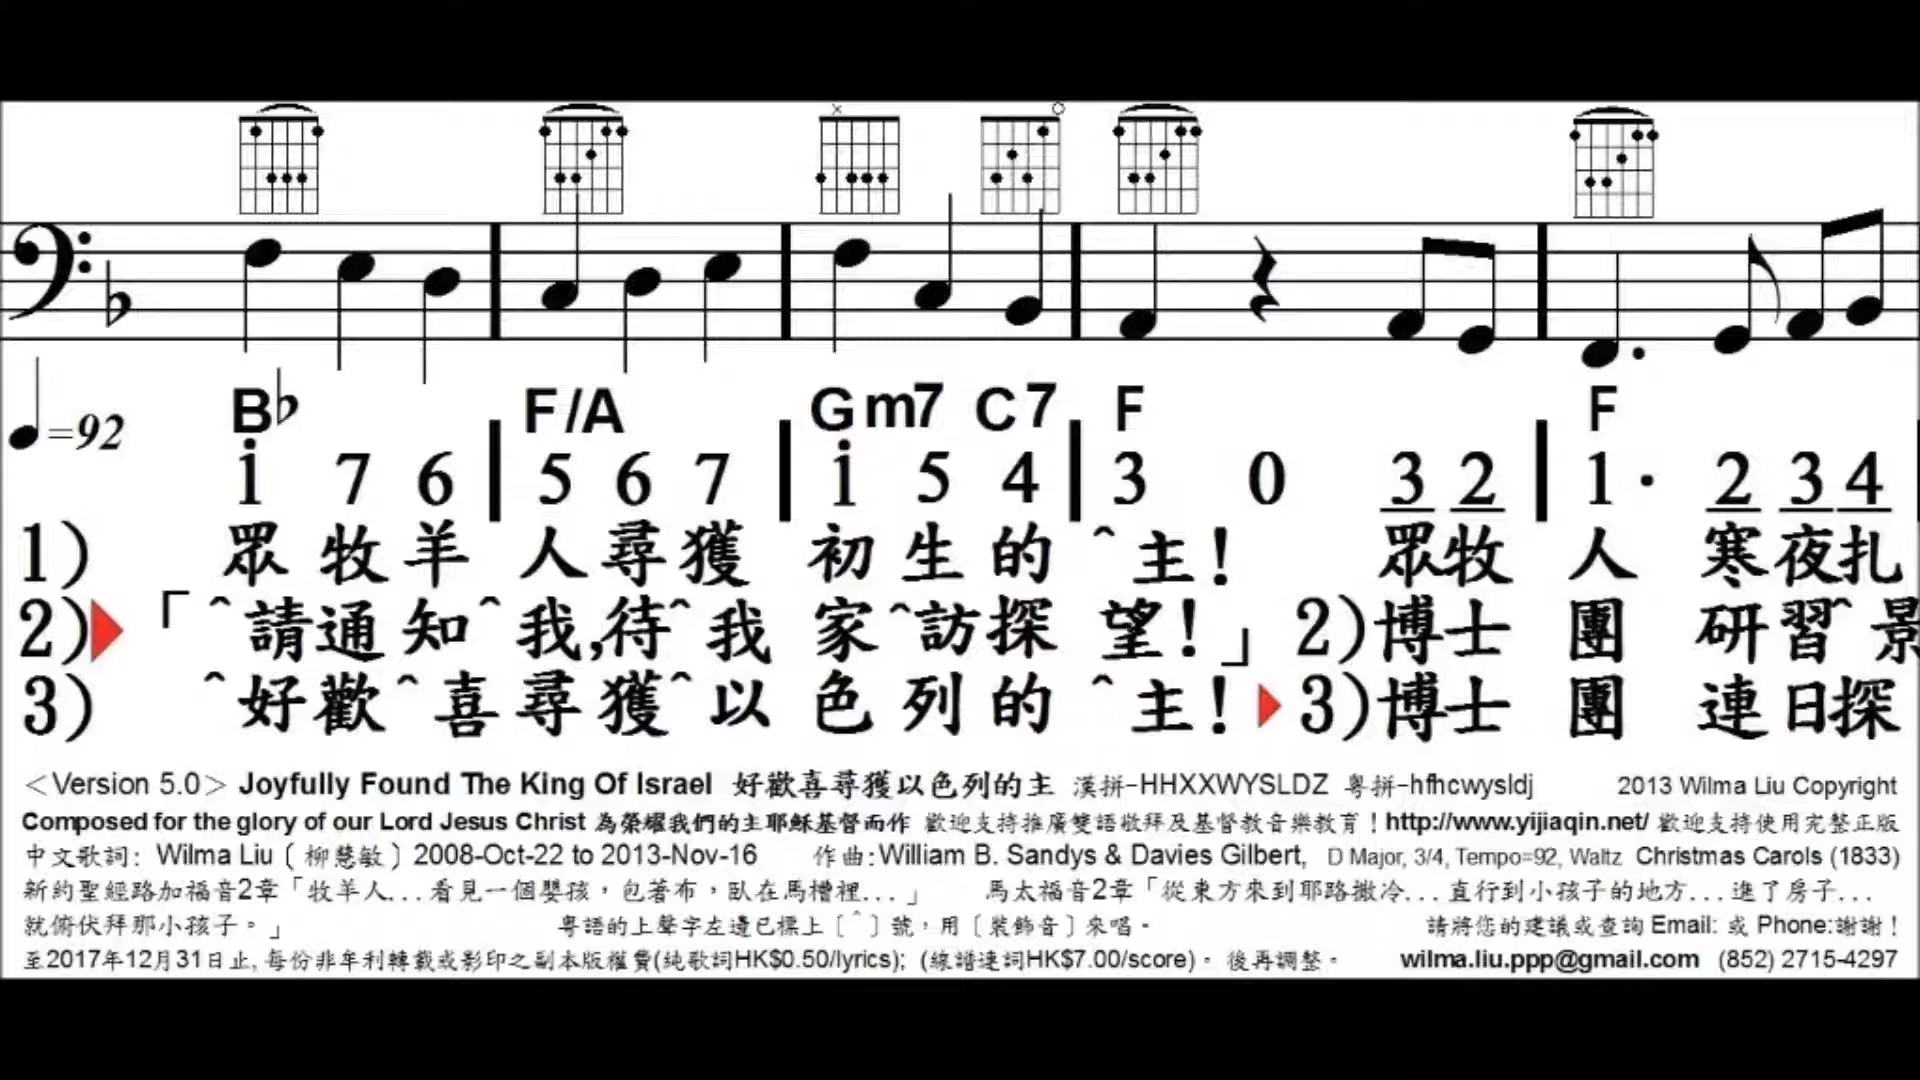 =92
B♭ F/A Gm7 C7 F F
i 7 6 | 5 6 7 | i 5 4 | 3 0 3 2 | 1 · 2 3 4
1) 眾牧羊人尋獲初生的^主! 眾牧人寒夜扎
2) 「^請通知^我,待^我家^訪探望!」 2)博士團研習^景
3) ^好歡^喜尋獲^以色列的^主! 3)博士團連日探
<Version 5.0> Joyfully Found The King Of Israel 好歡喜尋獲以色列的主 漢拼-HHXXWYSLDZ 粵拼-hfhcwysldj 2013 Wilma Liu Copyright
Composed for the glory of our Lord Jesus Christ 為榮耀我們的主耶穌基督而作 歡迎支持推廣雙語敬拜及基督教音樂教育！http://www.yijiaqin.net/ 歡迎支持使用完整正版
中文歌詞: Wilma Liu〔柳慧敏〕2008-Oct-22 to 2013-Nov-16 作曲:William B. Sandys & Davies Gilbert, D Major, 3/4, Tempo=92, Waltz Christmas Carols (1833)
新約聖經路加福音2章「牧羊人...看見一個嬰孩，包著布，臥在馬槽裡...」 馬太福音2章「從東方來到耶路撒冷...直行到小孩子的地方...進了房子...
就俯伏拜那小孩子。」 粵語的上聲字左邊已標上〔^〕號，用〔裝飾音〕來唱。 請將您的建議或查詢 Email: 或 Phone:謝謝！
至2017年12月31日止, 每份非牟利轉載或影印之副本版權費(純歌詞HK$0.50/lyrics); (線譜連詞HK$7.00/score)。後再調整。 wilma.liu.ppp@gmail.com (852) 2715-4297